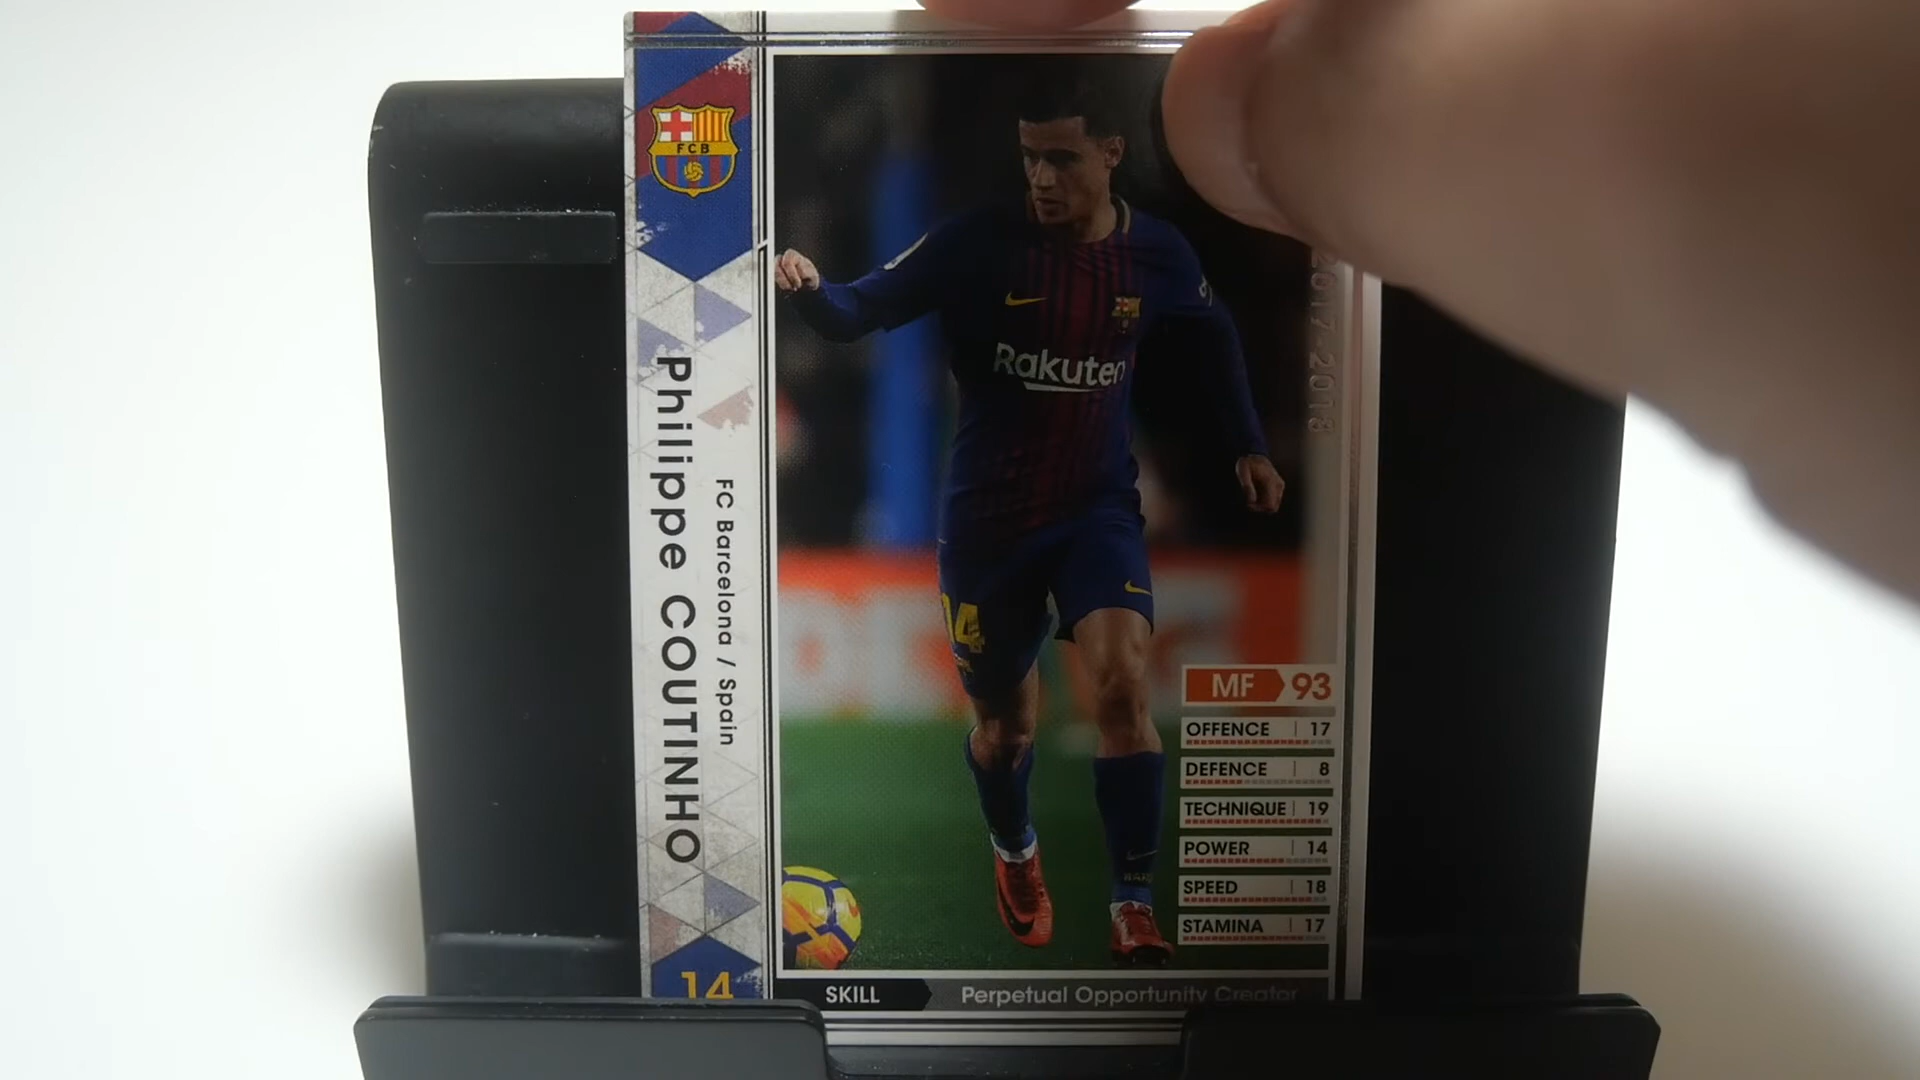 FCB
Philippe COUTINHO
FC Barcelona / Spain
14
Rakuten
14
2017-2018
MF 93
OFFENCE 17
DEFENCE 8
TECHNIQUE 19
POWER 14
SPEED 18
STAMINA 17
SKILL Perpetual Opportunity Creator